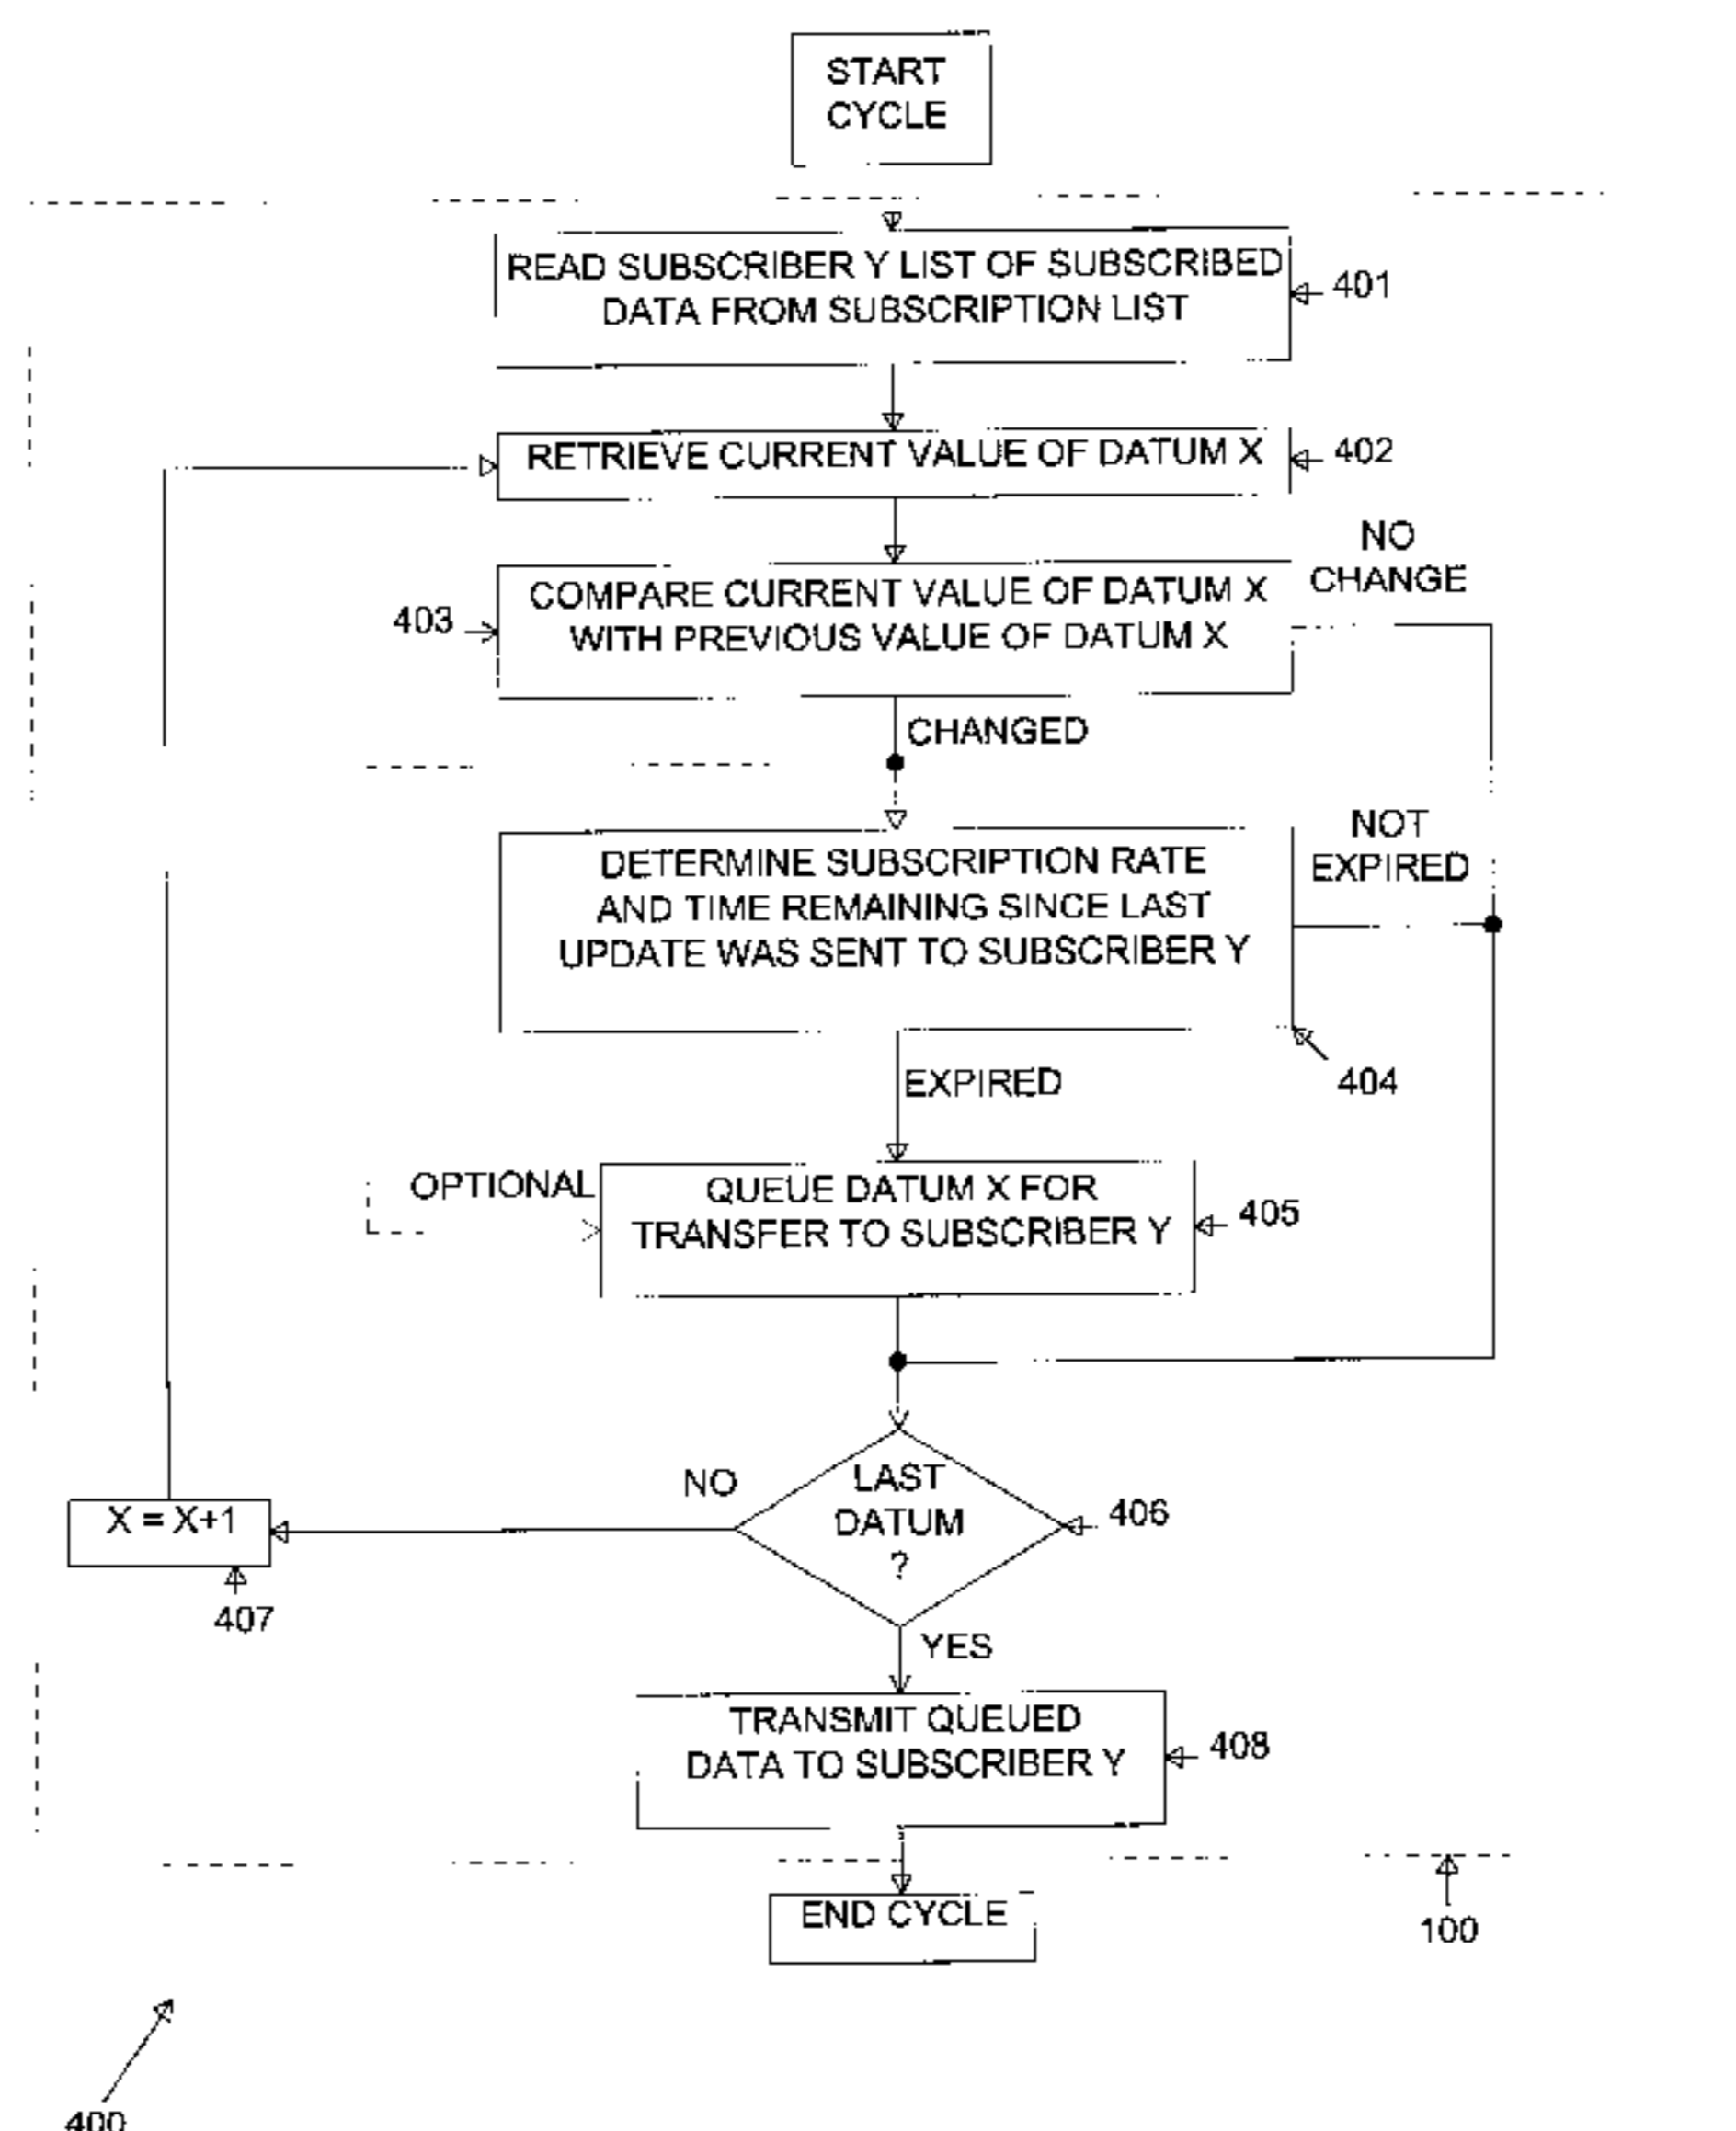 START
CYCLE
READ SUBSCRIBER Y LIST OF SUBSCRIBED
DATA FROM SUBSCRIPTION LIST
401
RETRIEVE CURRENT VALUE OF DATUM X
402
NO
CHANGE
COMPARE CURRENT VALUE OF DATUM X
WITH PREVIOUS VALUE OF DATUM X
403
CHANGED
NOT
EXPIRED
DETERMINE SUBSCRIPTION RATE
AND TIME REMAINING SINCE LAST
UPDATE WAS SENT TO SUBSCRIBER Y
404
EXPIRED
OPTIONAL
QUEUE DATUM X FOR
TRANSFER TO SUBSCRIBER Y
405
NO
LAST
DATUM
?
406
X = X+1
407
YES
TRANSMIT QUEUED
DATA TO SUBSCRIBER Y
408
END CYCLE
100
400